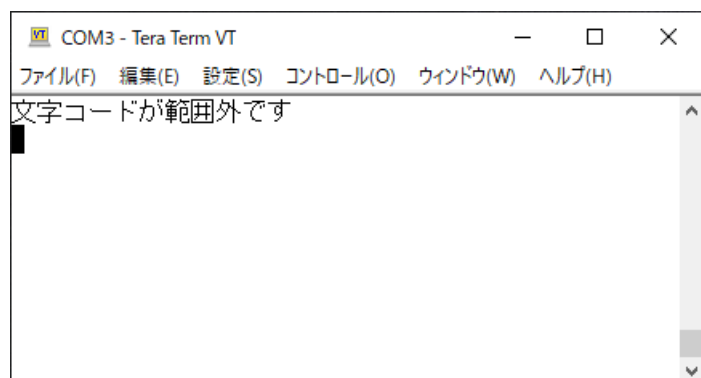 COM3 - Tera Term VT
ファイル(F) 編集(E) 設定(S) コントロール(O) ウィンドウ(W) ヘルプ(H)
文字コードが範囲外です